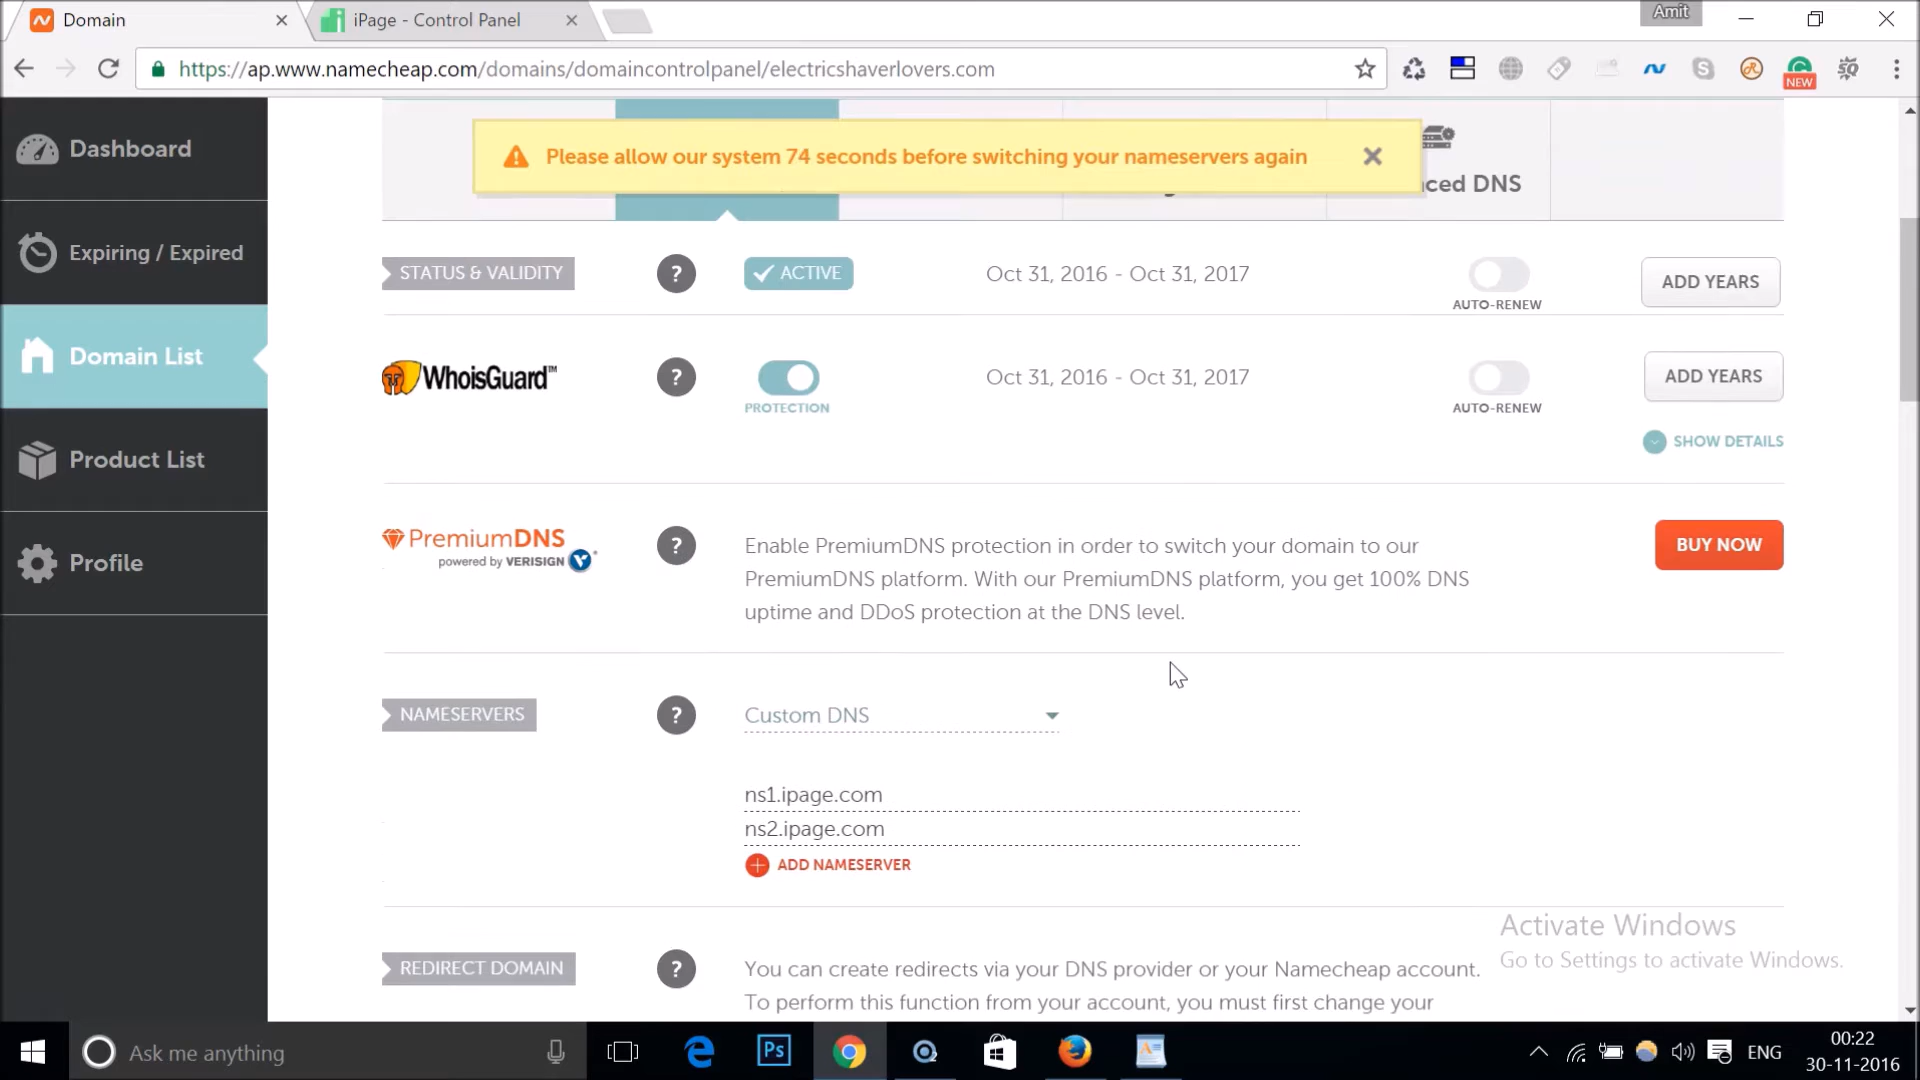 Domain
iPage - Control Panel
Amit
https://ap.www.namecheap.com/domains/domaincontrolpanel/electricshaverlovers.com
NEW
Please allow our system 74 seconds before switching your nameservers again
ced DNS
Dashboard
Expiring / Expired
Domain List
Product List
Profile
STATUS & VALIDITY
?
ACTIVE
Oct 31, 2016 - Oct 31, 2017
AUTO-RENEW
ADD YEARS
WhoisGuard™
?
PROTECTION
Oct 31, 2016 - Oct 31, 2017
AUTO-RENEW
ADD YEARS
SHOW DETAILS
PremiumDNS
powered by VERISIGN
?
Enable PremiumDNS protection in order to switch your domain to our
PremiumDNS platform. With our PremiumDNS platform, you get 100% DNS
uptime and DDoS protection at the DNS level.
BUY NOW
NAMESERVERS
?
Custom DNS
ns1.ipage.com
ns2.ipage.com
ADD NAMESERVER
REDIRECT DOMAIN
?
You can create redirects via your DNS provider or your Namecheap account.
To perform this function from your account, you must first change your
Activate Windows
Go to Settings to activate Windows.
Ask me anything
Ps
ENG
00:22
30-11-2016